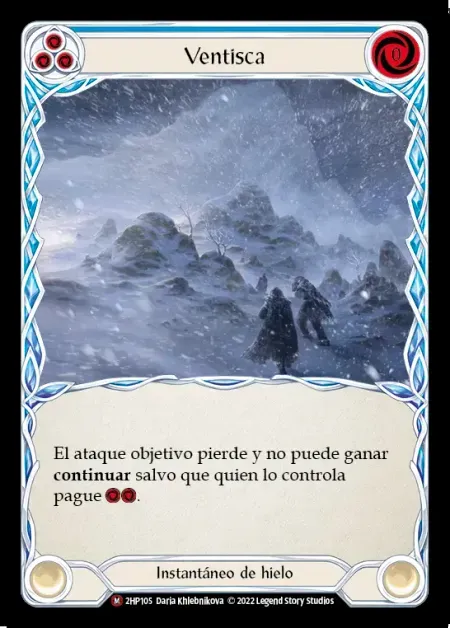 Ventisca
0
El ataque objetivo pierde y no puede ganar
continuar salvo que quien lo controla
pague
Instantáneo de hielo
M 2HP105 Daria Khlebnikova © 2022 Legend Story Studios